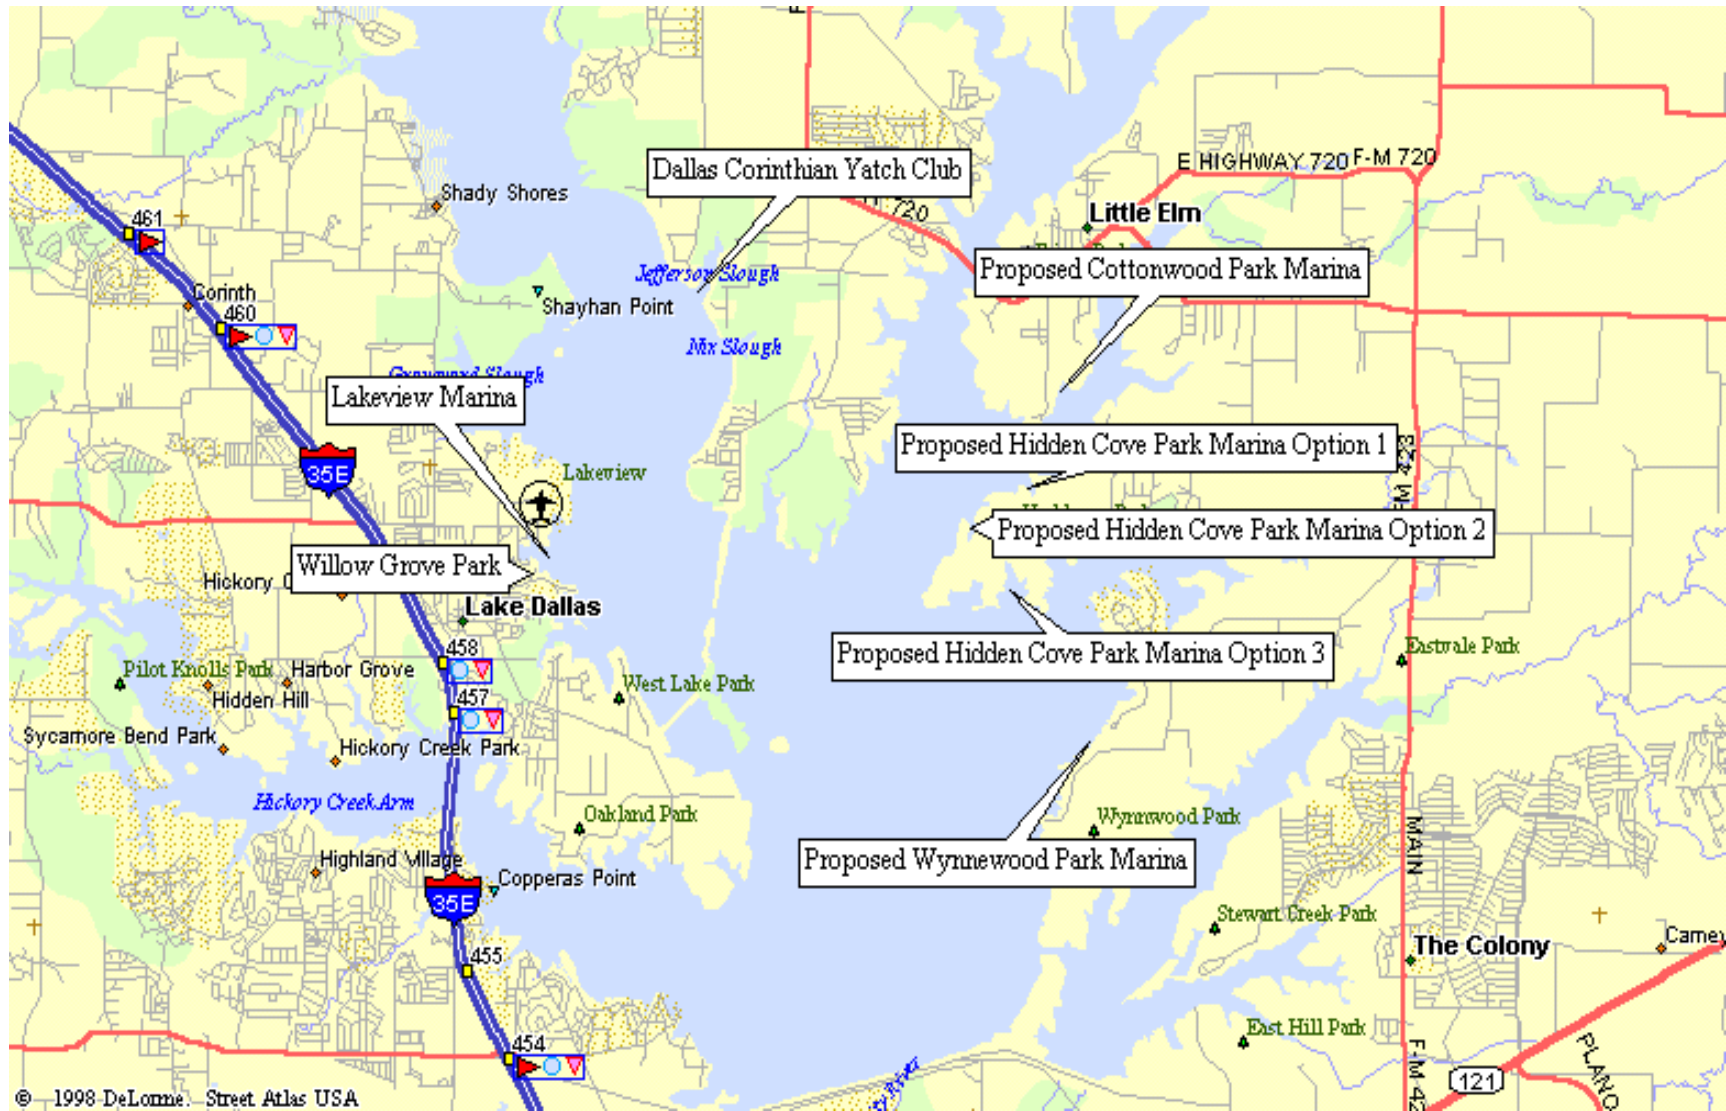 Dallas Corinthian Yatch Club
E HIGHWAY 720
F-M 720
720
Shady Shores
461
Little Elm
Jefferson Slough
Proposed Cottonwood Park Marina
Corinth
460
Shayhan Point
Nix Slough
Slough
Lakeview Marina
Proposed Hidden Cove Park Marina Option 1
FM 423
35E
Lakeview
Proposed Hidden Cove Park Marina Option 2
Willow Grove Park
Hickory
Lake Dallas
458
Proposed Hidden Cove Park Marina Option 3
Eastvale Park
Pilot Knolls Park
Harbor Grove
Hidden Hill
457
West Lake Park
Sycamore Bend Park
Hickory Creek Park
Hickory Creek Arm
Oakland Park
Wynnwood Park
MAIN
Proposed Wynnewood Park Marina
Highland Village
Copperas Point
35E
Stewart Creek Park
The Colony
455
East Hill Park
454
River
F-M 42
121
PLANO
© 1998 DeLorme. Street Atlas USA